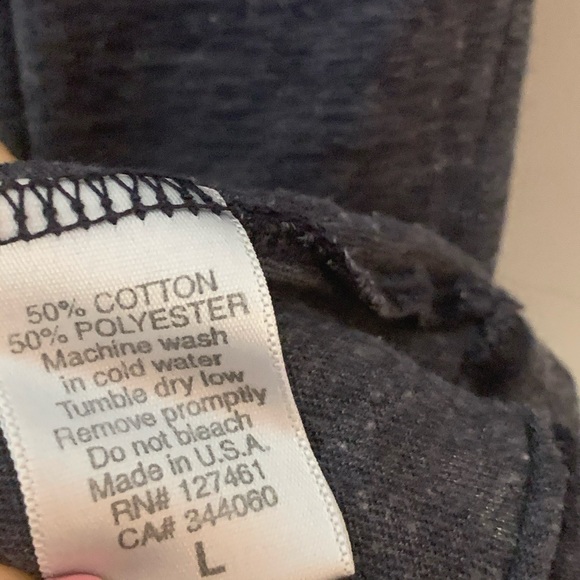 50% COTTON
50% POLYESTER
Machine wash
in cold water
Tumble dry low
Remove promptly
Do not bleach
Made in U.S.A.
RN# 127461
CA# 344060
L